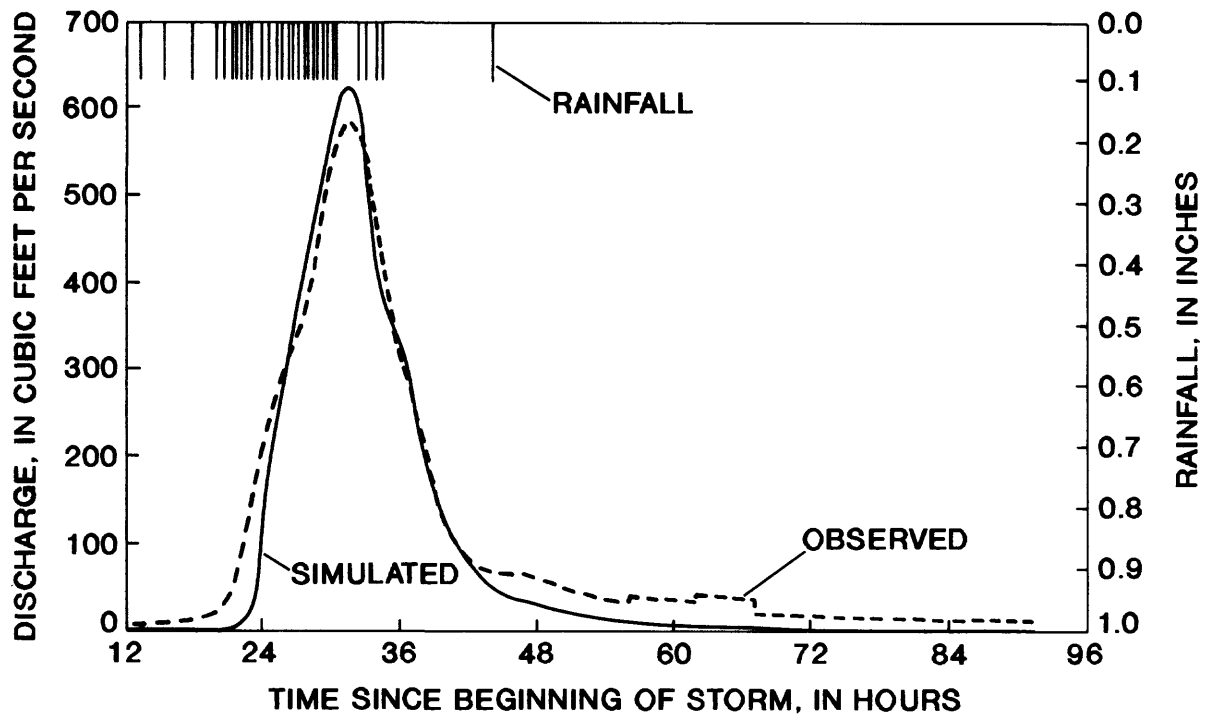 DISCHARGE, IN CUBIC FEET PER SECOND
700
600
500
400
300
200
100
0
RAINFALL
SIMULATED
OBSERVED
0.0
0.1
0.2
0.3
0.4
0.5
0.6
0.7
0.8
0.9
1.0
RAINFALL, IN INCHES
12 24 36 48 60 72 84 96
TIME SINCE BEGINNING OF STORM, IN HOURS